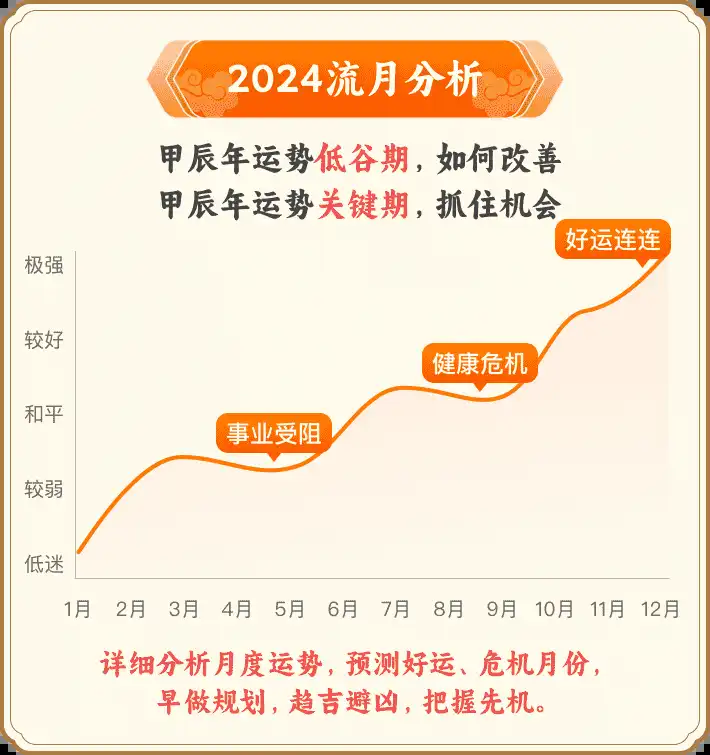 2024流月分析
甲辰年运势低谷期，如何改善
甲辰年运势关键期，抓住机会
好运连连
极强
较好
健康危机
和平
事业受阻
较弱
低迷
1月 2月 3月 4月 5月 6月 7月 8月 9月 10月 11月 12月
详细分析月度运势，预测好运、危机月份，
早做规划，趋吉避凶，把握先机。